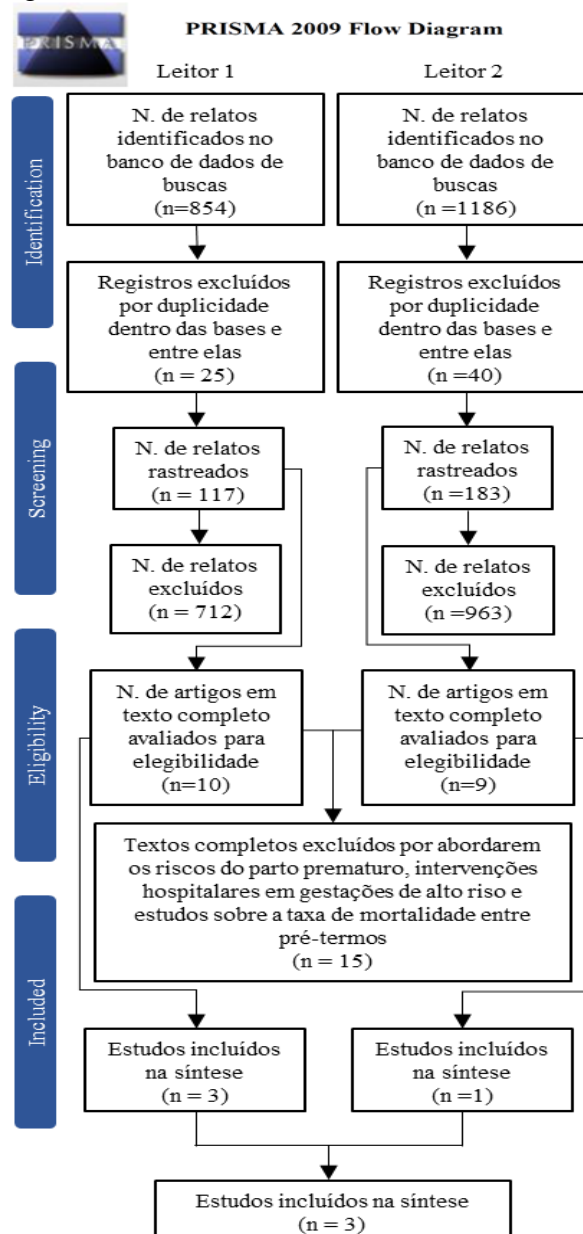 PRISMA
PRISMA 2009 Flow Diagram
Leitor 1
Leitor 2
Identification
N. de relatos
identificados no
banco de dados de
buscas
(n=854)
N. de relatos
identificados no
banco de dados de
buscas
(n =1186)
Registros excluídos
por duplicidade
dentro das bases e
entre elas
(n = 25)
Registros excluídos
por duplicidade
dentro das bases e
entre elas
(n =40)
Screening
N. de relatos
rastreados
(n = 117)
N. de relatos
rastreados
(n =183)
N. de relatos
excluídos
(n = 712)
N. de relatos
excluídos
(n =963)
Eligibility
N. de artigos em
texto completo
avaliados para
elegibilidade
(n=10)
N. de artigos em
texto completo
avaliados para
elegibilidade
(n=9)
Textos completos excluídos por abordarem
os riscos do parto prematuro, intervenções
hospitalares em gestações de alto riso e
estudos sobre a taxa de mortalidade entre
pré-termos
(n = 15)
Included
Estudos incluídos
na síntese
(n = 3)
Estudos incluídos
na síntese
(n =1)
Estudos incluídos na síntese
(n = 3)